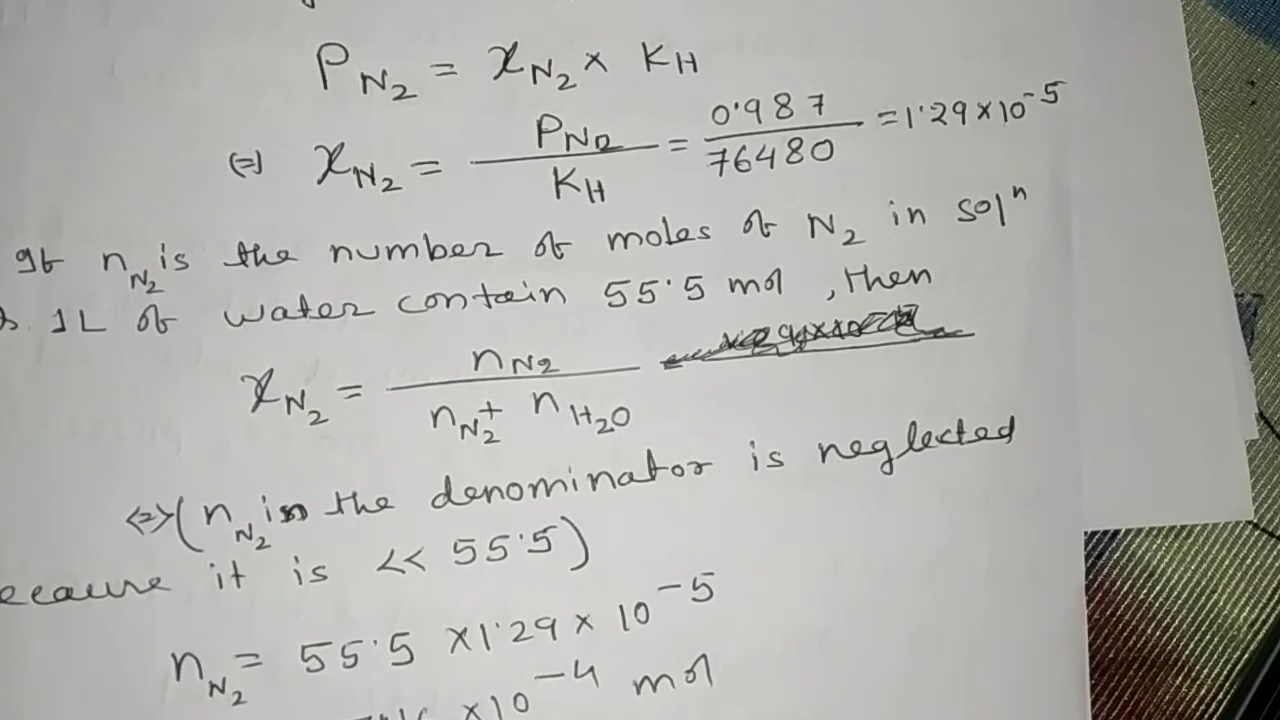 P_N₂ = x_N₂ × K_H
(=) x_N₂ = P_N₂ / K_H = 0.987 / 76480 = 1.29 × 10⁻⁵
If n_N₂ is the number of moles of N₂ in solⁿ
1L of water contain 55.5 mol, then
x_N₂ = n_N₂ / n_N₂ + n_H₂O
(=>(n_N₂ in the denominator is neglected
ecause it is << 55.5)
n_N₂ = 55.5 × 1.29 × 10⁻⁵
× 10⁻⁴ mol